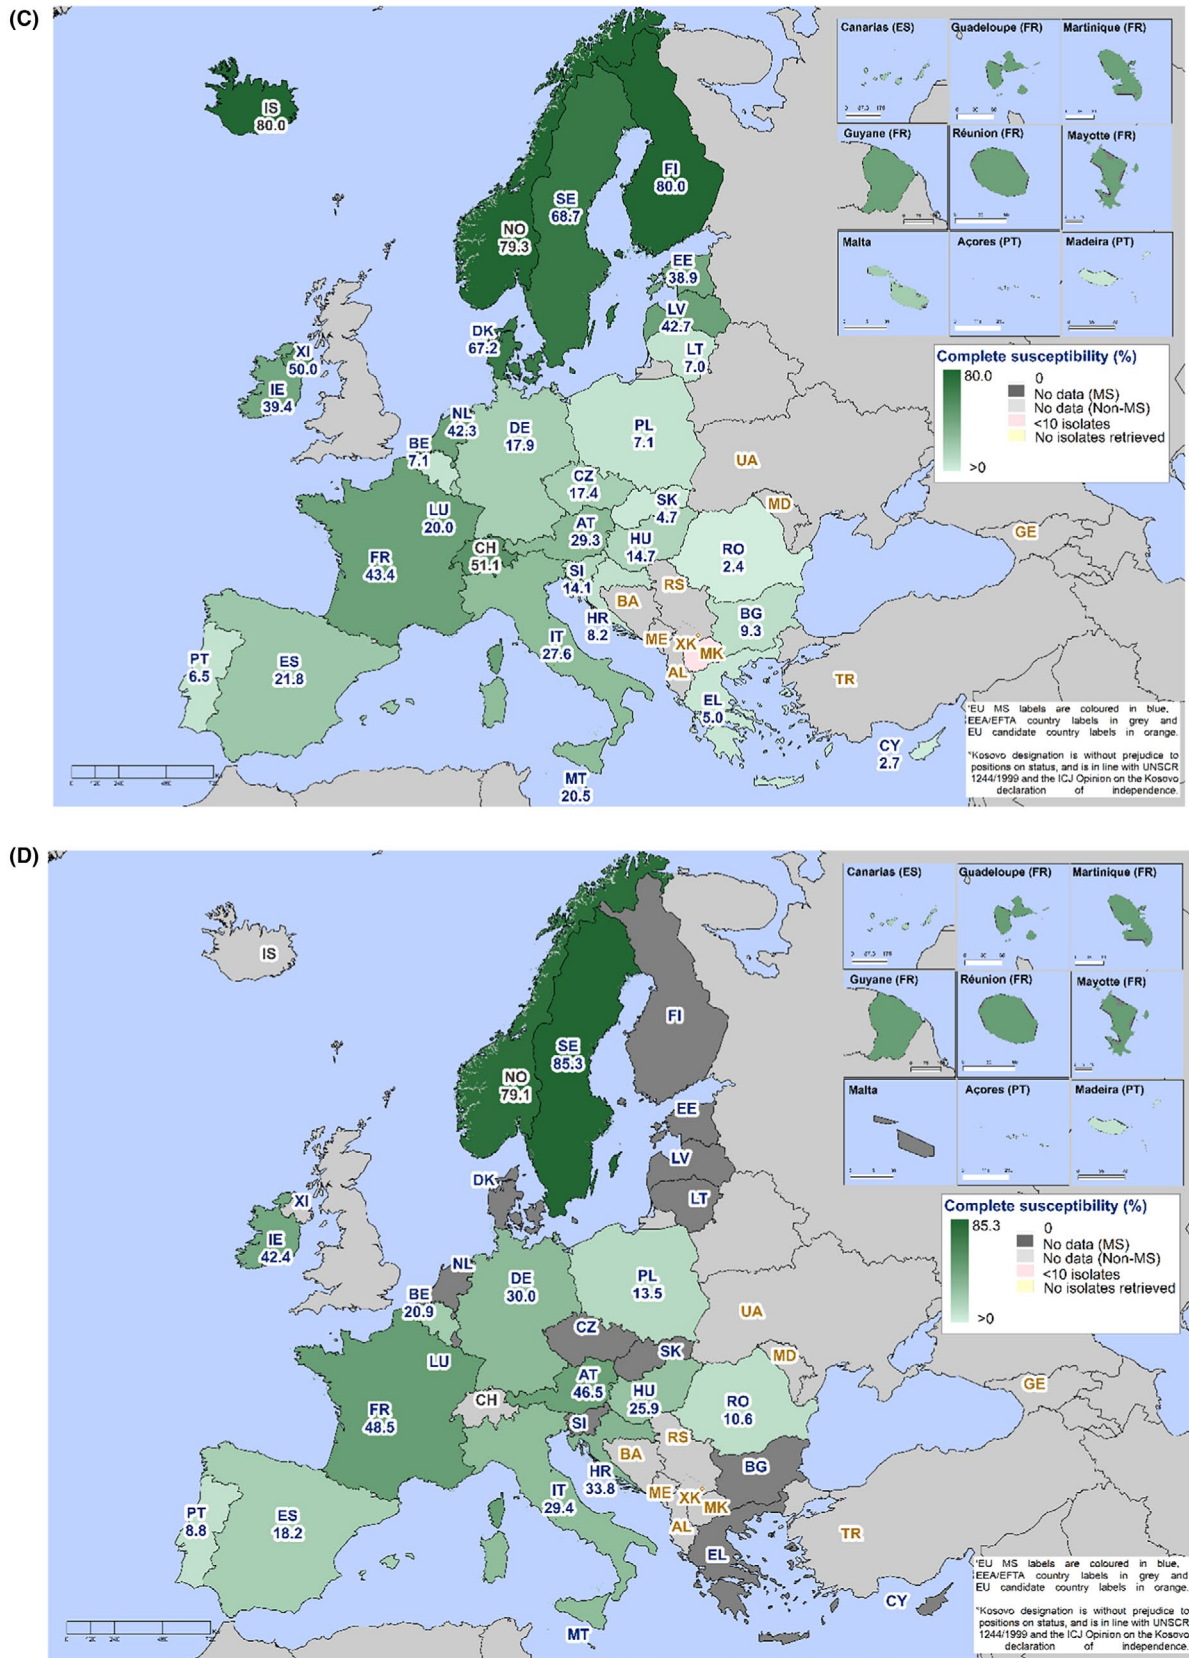 (C)
Canarias (ES)
Guadeloupe (FR)
Martinique (FR)
Guyane (FR)
Réunion (FR)
Mayotte (FR)
Malta
Açores (PT)
Madeira (PT)
IS
80.0
FI
80.0
SE
68.7
NO
79.3
EE
38.9
LV
42.7
LT
7.0
DK
67.2
XI
50.0
IE
39.4
NL
42.3
BE
7.1
DE
17.9
PL
7.1
CZ
17.4
SK
4.7
LU
20.0
AT
29.3
HU
14.7
FR
43.4
CH
51.1
SI
14.1
HR
8.2
RO
2.4
BG
9.3
IT
27.6
PT
6.5
ES
21.8
EL
5.0
CY
2.7
MT
20.5
UA
MD
GE
RS
BA
ME
XK*
MK
AL
TR
Complete susceptibility (%)
80.0
>0
0
No data (MS)
No data (Non-MS)
<10 isolates
No isolates retrieved
'EU MS labels are coloured in blue,
EEA/EFTA country labels in grey and
EU candidate country labels in orange.
*Kosovo designation is without prejudice to
positions on status, and is in line with UNSCR
1244/1999 and the ICJ Opinion on the Kosovo
declaration of independence.
(D)
Canarias (ES)
Guadeloupe (FR)
Martinique (FR)
Guyane (FR)
Réunion (FR)
Mayotte (FR)
Malta
Açores (PT)
Madeira (PT)
IS
FI
SE
85.3
NO
79.1
EE
LV
LT
DK
XI
IE
42.4
NL
BE
20.9
DE
30.0
PL
13.5
CZ
SK
LU
AT
46.5
HU
25.9
FR
48.5
CH
SI
HR
33.8
RO
10.6
BG
IT
29.4
PT
8.8
ES
18.2
EL
CY
MT
UA
MD
GE
RS
BA
ME
XK*
MK
AL
TR
Complete susceptibility (%)
85.3
>0
0
No data (MS)
No data (Non-MS)
<10 isolates
No isolates retrieved
'EU MS labels are coloured in blue,
EEA/EFTA country labels in grey and
EU candidate country labels in orange.
*Kosovo designation is without prejudice to
positions on status, and is in line with UNSCR
1244/1999 and the ICJ Opinion on the Kosovo
declaration of independence.